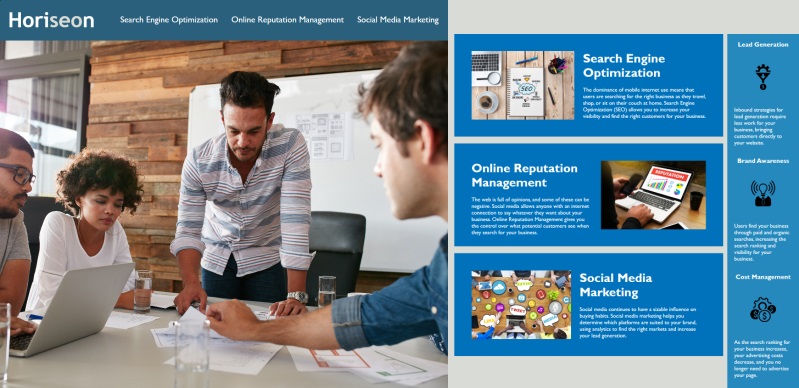 Horiseon
Search Engine Optimization
Online Reputation Management
Social Media Marketing
Search Engine
Optimization
The dominance of mobile internet use means that
users are searching for the right business as they travel,
shop, or sit on their couch at home. Search Engine
Optimization (SEO) allows you to increase your
visibility and find the right customers for your business.
SEO
Online Reputation
Management
The web is full of opinions, and some of these can be
negative. Social media allows anyone with an internet
connection to say whatever they want about your
business. Online Reputation Management gives you
the control over what potential customers see when
they search for your business.
REPUTATION
Social Media
Marketing
Social media continues to have a sizable influence on
buying habits. Social media marketing helps you
determine which platforms are suited to your brand,
using analytics to find the right markets and increase
your lead generation.
TWEET
Lead Generation
Inbound strategies for
lead generation require
less work for your
business, bringing
customers directly to
your website.
Brand Awareness
Users find your business
through paid and organic
searches, increasing the
search ranking and
visibility for your
business.
Cost Management
As the search ranking for
your business increases,
your advertising costs
decrease, and you no
longer need to advertise
your page.